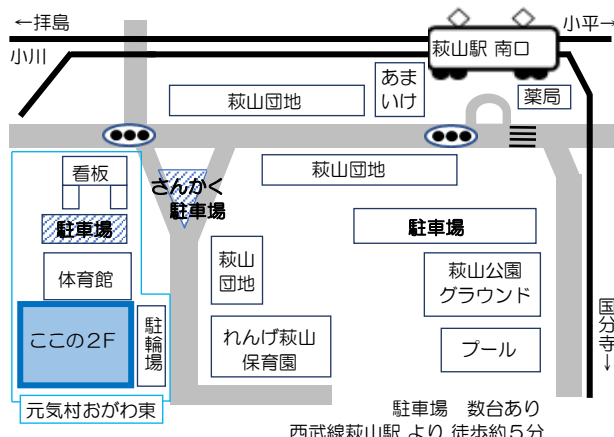 ←拝島
小平→
小川
萩山駅 南口
あま
いけ
薬局
萩山団地
看板
さんかく
駐車場
萩山団地
駐車場
駐車場
体育館
萩山
団地
萩山公園
グラウンド
ここの2F
駐輪場
れんげ萩山
保育園
プール
国分寺→
元気村おがわ東
駐車場 数台あり
西武線萩山駅 より 徒歩約5分